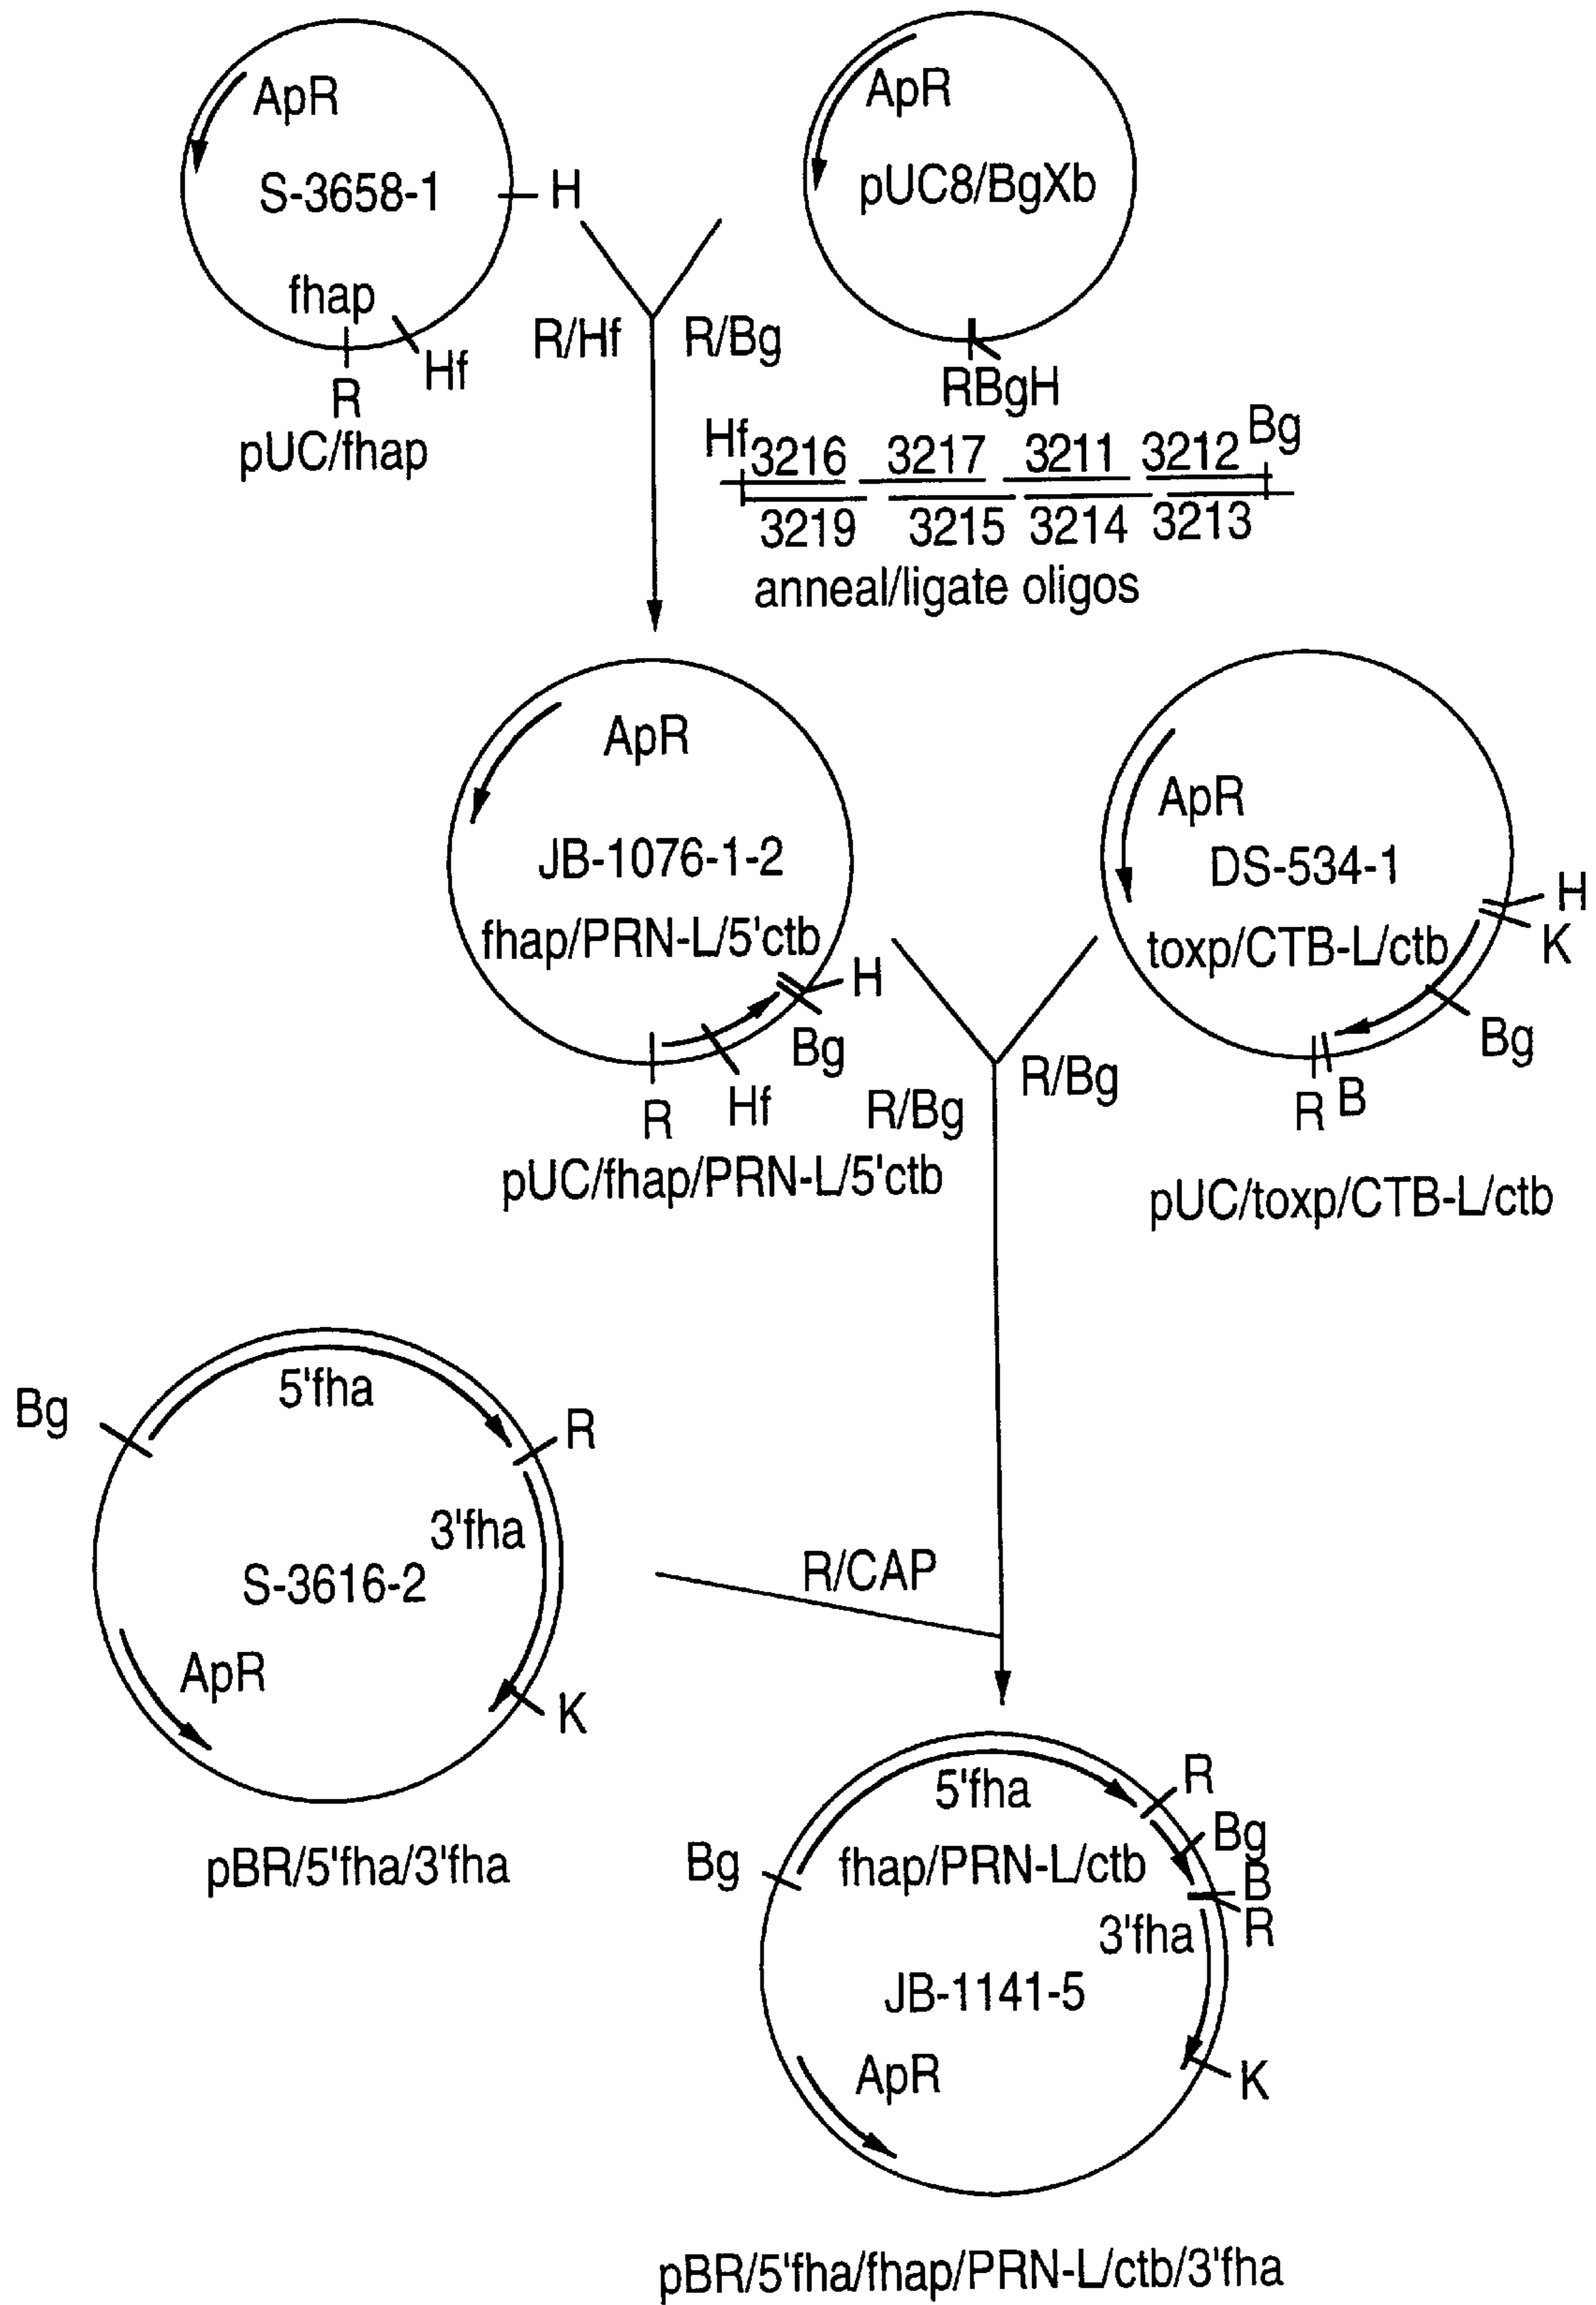 ApR
S-3658-1
H
fhap
Hf
R
pUC/fhap
ApR
pUC8/BgXb
RBgH
R/Hf
R/Bg
Hf 3216 3217 3211 3212 Bg
3219 3215 3214 3213
anneal/ligate oligos
ApR
JB-1076-1-2
fhap/PRN-L/5'ctb
H
Bg
Hf
R
pUC/fhap/PRN-L/5'ctb
ApR
DS-534-1
toxp/CTB-L/ctb
H
K
Bg
R B
pUC/toxp/CTB-L/ctb
R/Bg
R/Bg
Bg
5'fha
R
3'fha
S-3616-2
ApR
K
pBR/5'fha/3'fha
R/CAP
5'fha
R
Bg
Bg
fhap/PRN-L/ctb
B
R
3'fha
JB-1141-5
ApR
K
pBR/5'fha/fhap/PRN-L/ctb/3'fha